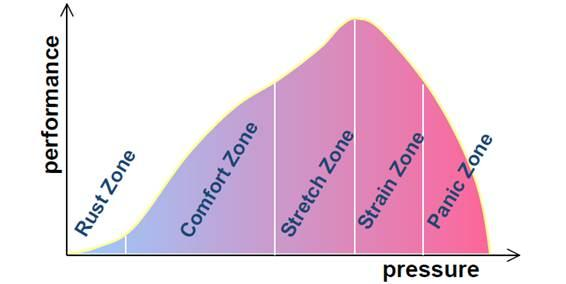 performance
Rust Zone
Comfort Zone
Stretch Zone
Strain Zone
Panic Zone
pressure